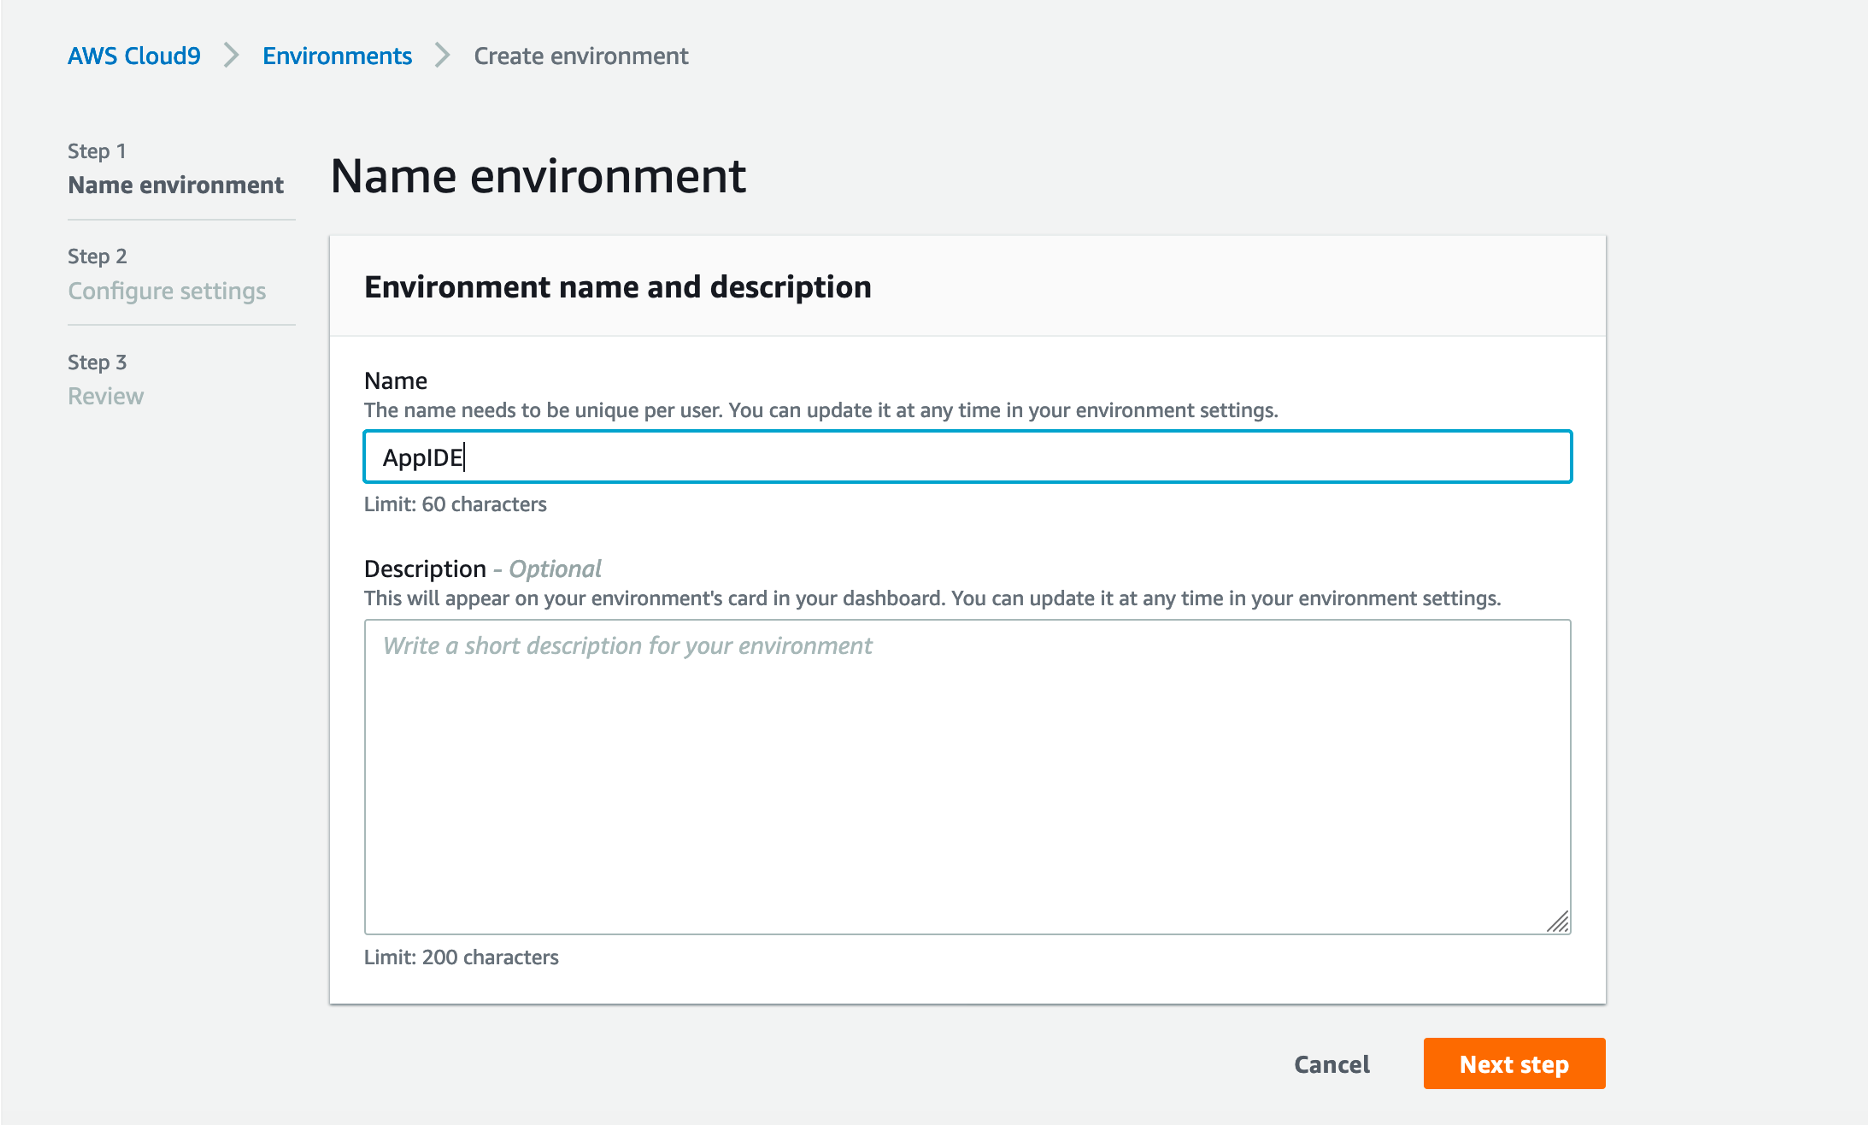 AWS Cloud9 Environments Create environment
Step 1
Name environment
Step 2
Configure settings
Step 3
Review
Name environment
Environment name and description
Name
The name needs to be unique per user. You can update it at any time in your environment settings.
AppIDE
Limit: 60 characters
Description - Optional
This will appear on your environment's card in your dashboard. You can update it at any time in your environment settings.
Write a short description for your environment
Limit: 200 characters
Cancel Next step